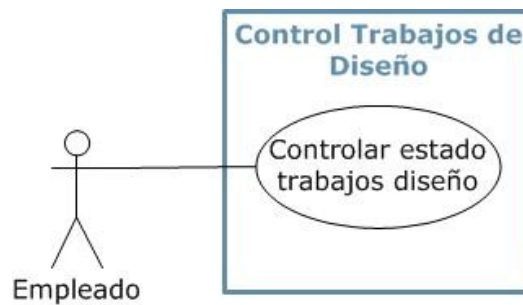 Control Trabajos de
Diseño
Controlar estado
trabajos diseño
Empleado